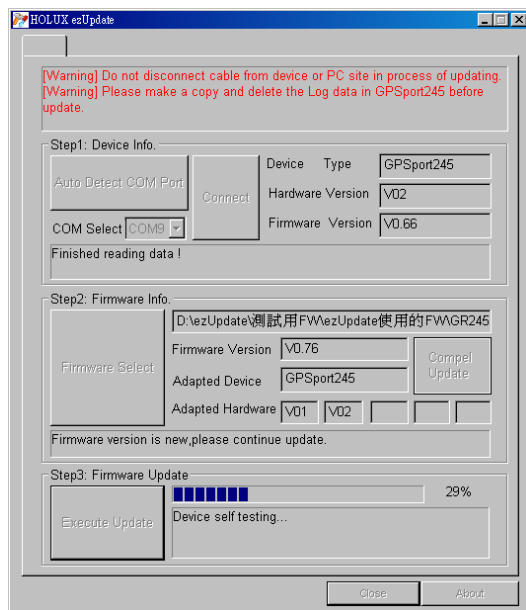 HOLUX ezUpdate
[Warning] Do not disconnect cable from device or PC site in process of updating.
[Warning] Please make a copy and delete the Log data in GPSport245 before
update.
Step1: Device Info.
Auto Detect COM Port
Connect
Device Type GPSport245
Hardware Version V02
Firmware Version V0.66
COM Select COM9
Finished reading data !
Step2: Firmware Info.
Firmware Select
D:\ezUpdate\測試用FW\ezUpdate使用的FW\GR245
Firmware Version V0.76
Compel
Update
Adapted Device GPSport245
Adapted Hardware V01 V02
Firmware version is new,please continue update.
Step3: Firmware Update
Execute Update
29%
Device self testing...
Close About